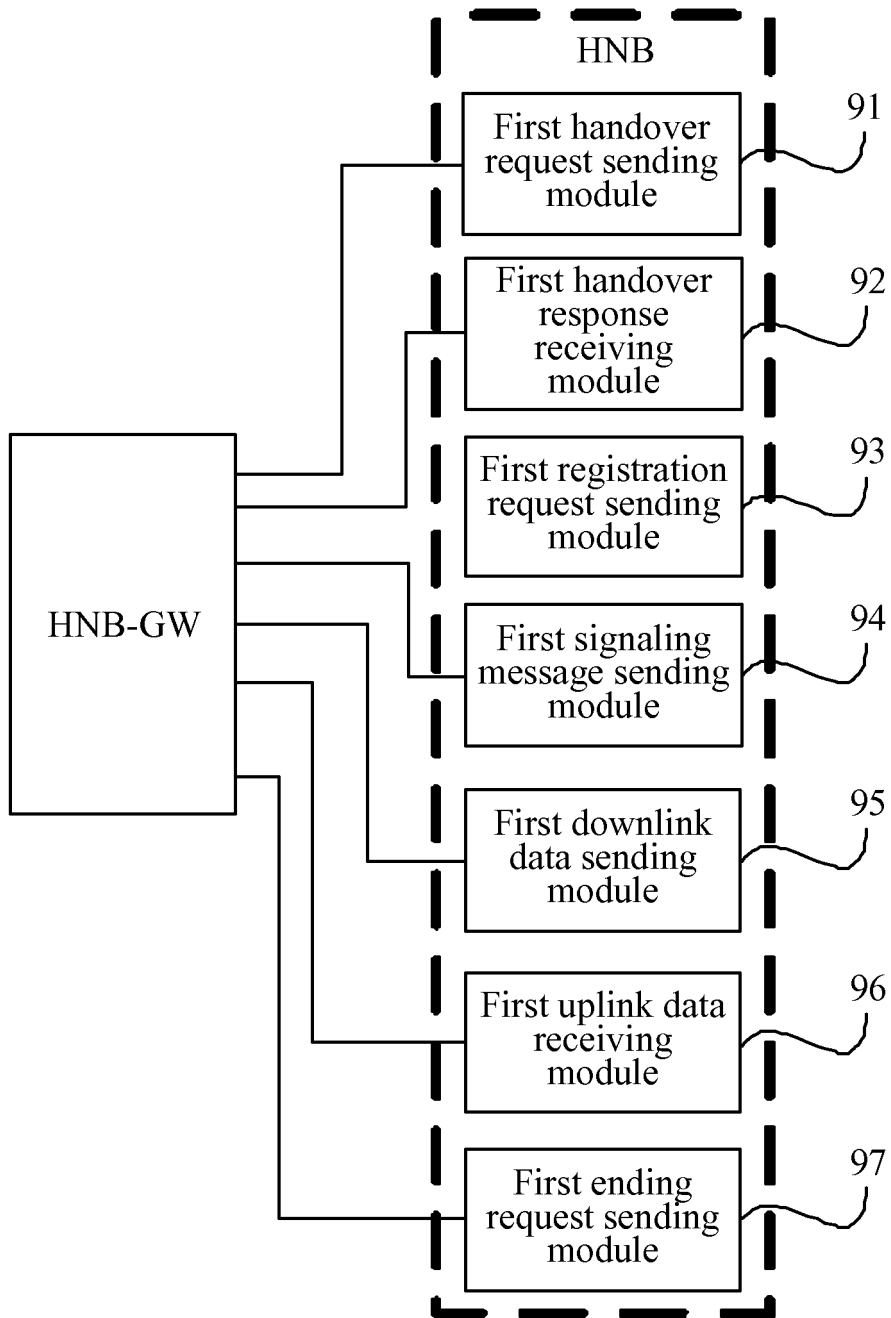 HNB
First handover
request sending
module
91
First handover
response
receiving
module
92
First registration
request sending
module
93
HNB-GW
First signaling
message sending
module
94
First downlink
data sending
module
95
First uplink data
receiving
module
96
First ending
request sending
module
97